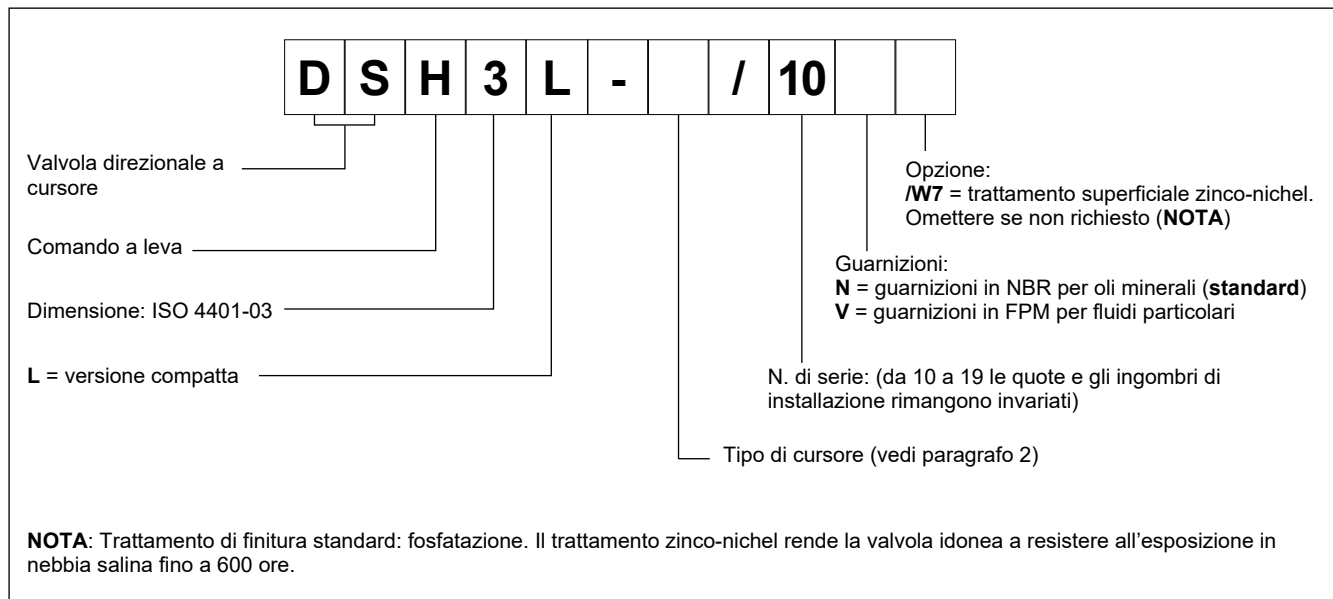 D S H 3 L - / 10
Valvola direzionale a
cursore
Comando a leva
Dimensione: ISO 4401-03
L = versione compatta
Opzione:
/W7 = trattamento superficiale zinco-nichel.
Omettere se non richiesto (NOTA)
Guarnizioni:
N = guarnizioni in NBR per oli minerali (standard)
V = guarnizioni in FPM per fluidi particolari
N. di serie: (da 10 a 19 le quote e gli ingombri di
installazione rimangono invariati)
Tipo di cursore (vedi paragrafo 2)
NOTA: Trattamento di finitura standard: fosfatazione. Il trattamento zinco-nichel rende la valvola idonea a resistere all'esposizione in
nebbia salina fino a 600 ore.